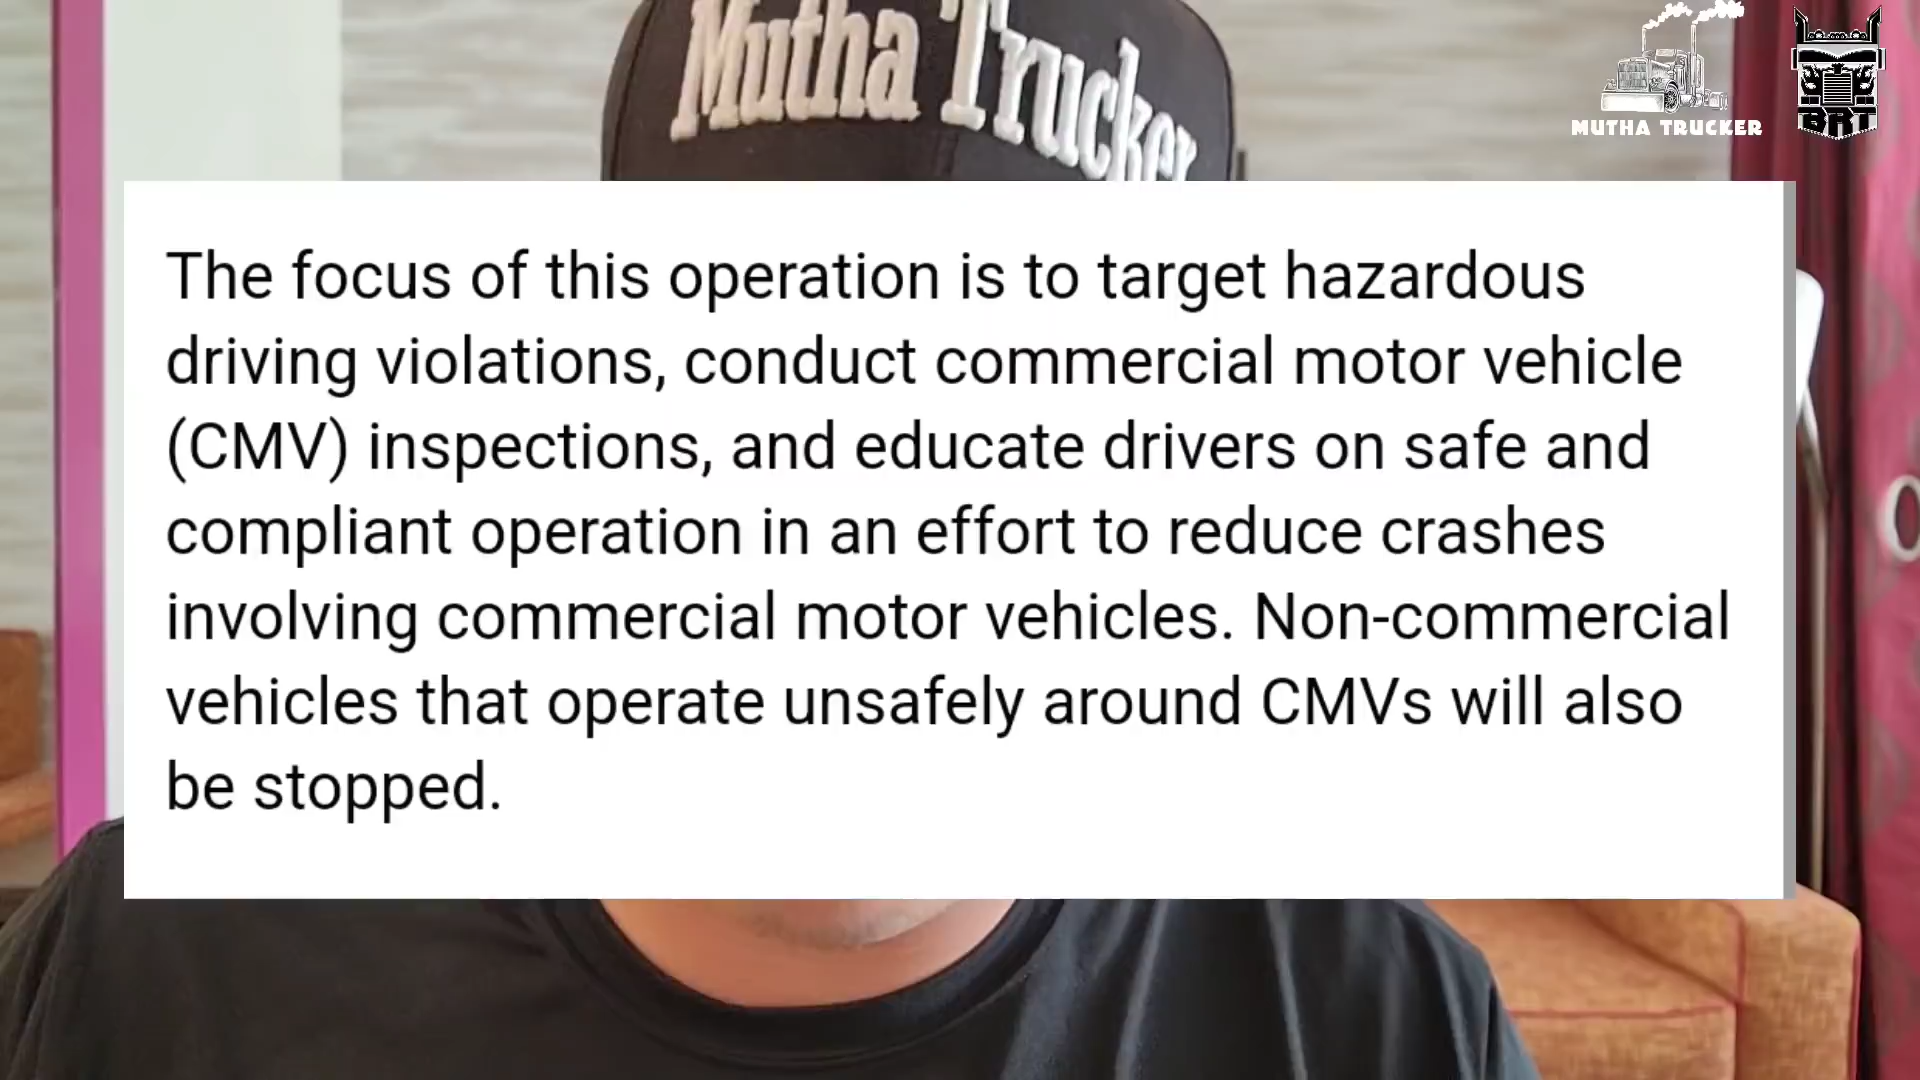 Mutha Trucker
MUTHA TRUCKER
BRT
The focus of this operation is to target hazardous
driving violations, conduct commercial motor vehicle
(CMV) inspections, and educate drivers on safe and
compliant operation in an effort to reduce crashes
involving commercial motor vehicles. Non-commercial
vehicles that operate unsafely around CMVs will also
be stopped.